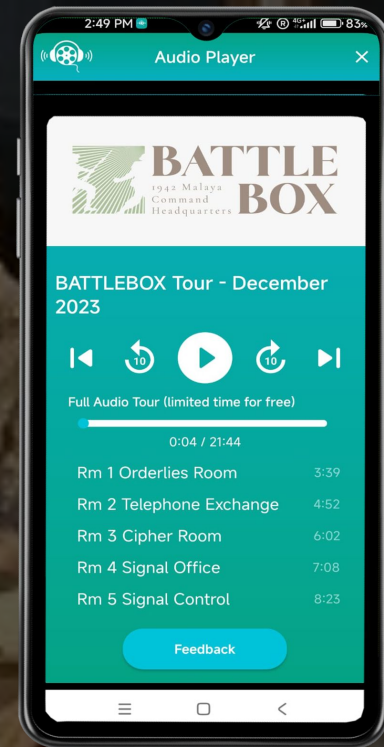 2:49 PM
R 4G+ 83%
Audio Player
BATTLE
1942 Malaya
Command
Headquarters
BOX
BATTLEBOX Tour - December
2023
10
10
Full Audio Tour (limited time for free)
0:04 / 21:44
Rm 1 Orderlies Room 3:39
Rm 2 Telephone Exchange 4:52
Rm 3 Cipher Room 6:02
Rm 4 Signal Office 7:08
Rm 5 Signal Control 8:23
Feedback